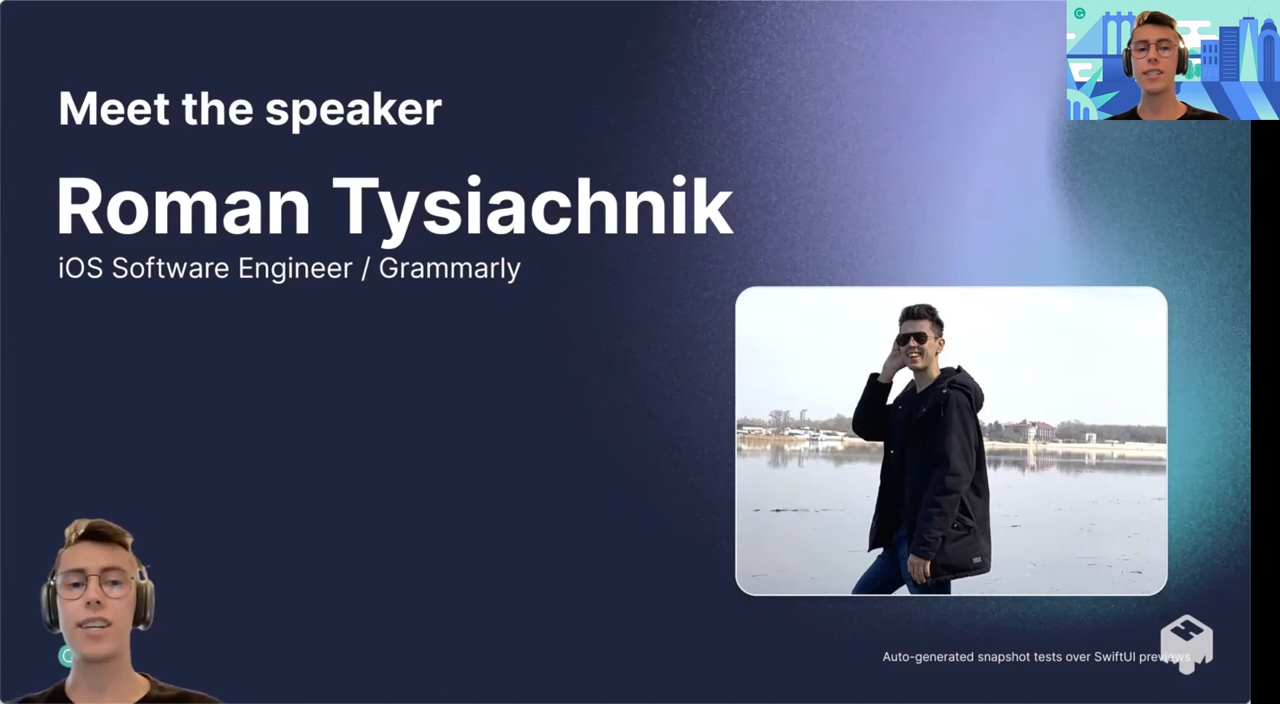 Meet the speaker
Roman Tysiachnik
iOS Software Engineer / Grammarly
Auto-generated snapshot tests over SwiftUI previews